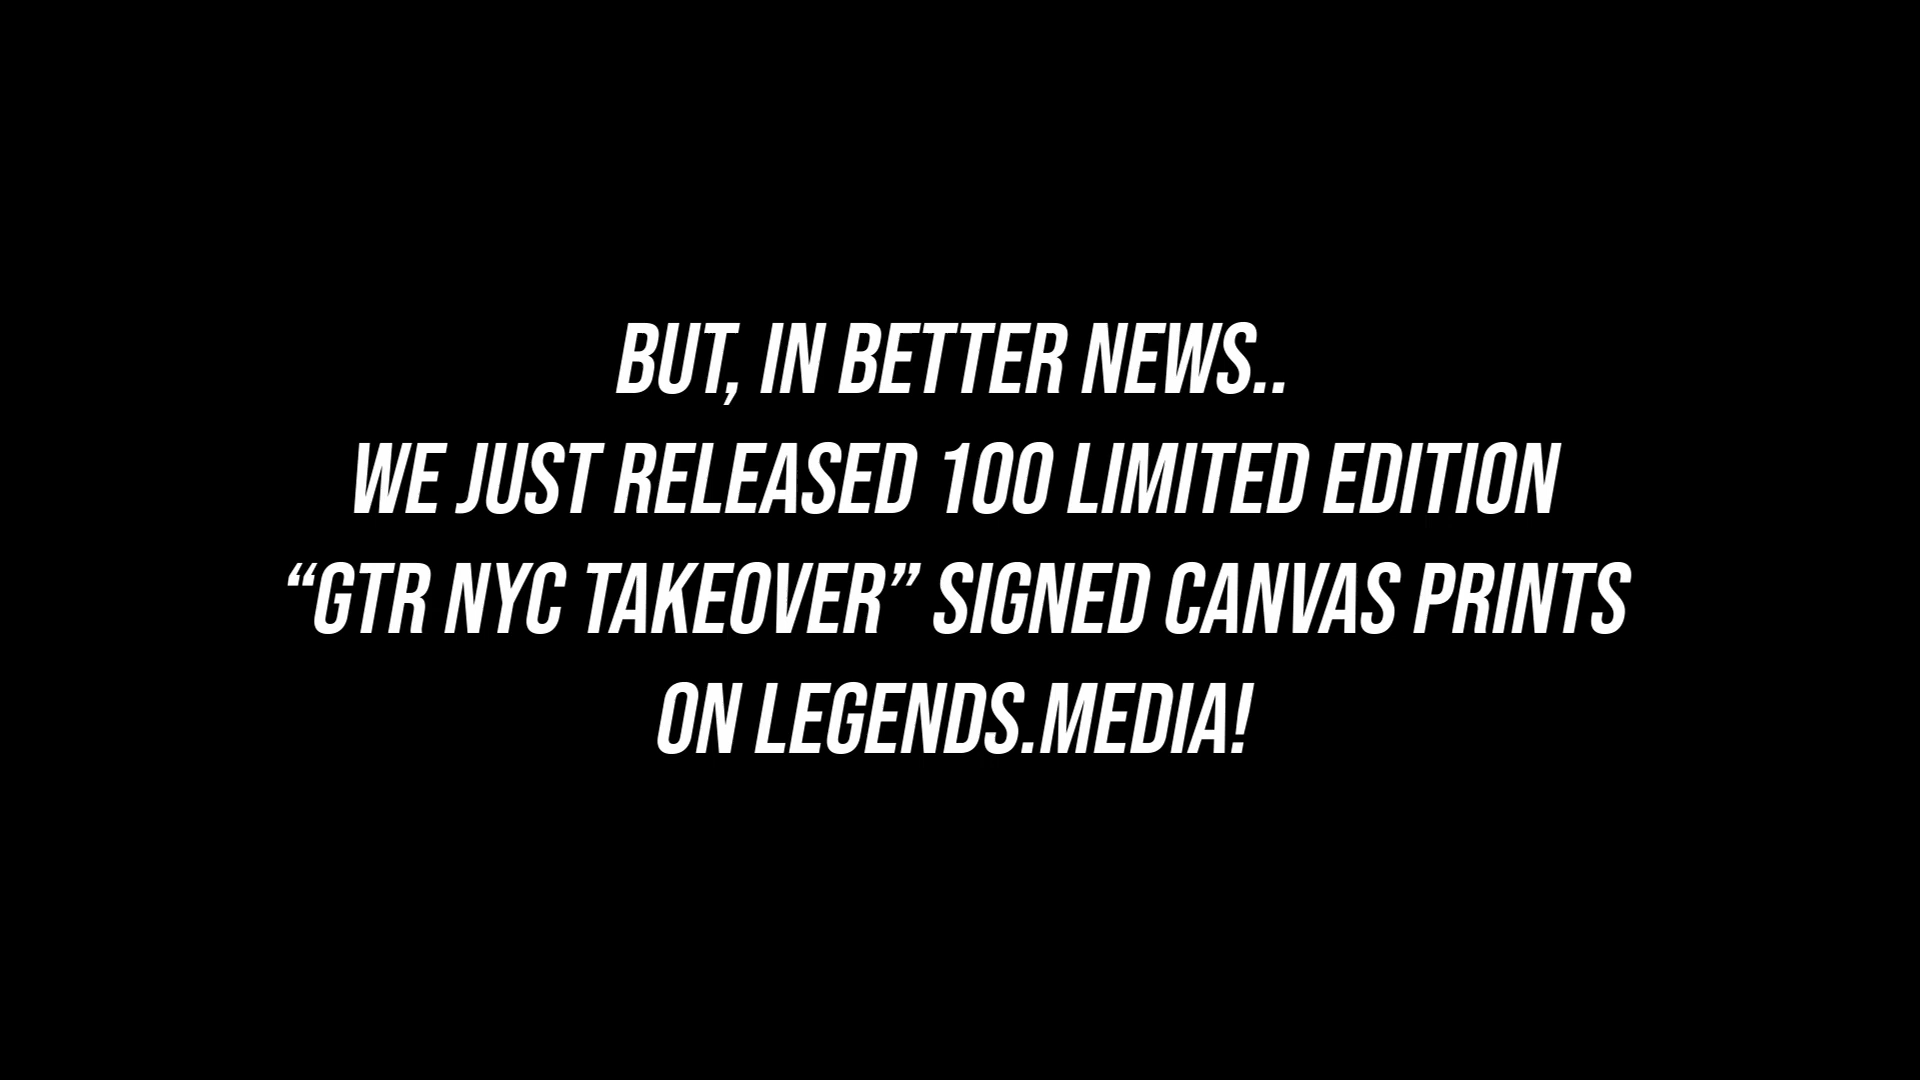 BUT, IN BETTER NEWS..
WE JUST RELEASED 100 LIMITED EDITION
“GTR NYC TAKEOVER” SIGNED CANVAS PRINTS
ON LEGENDS.MEDIA!